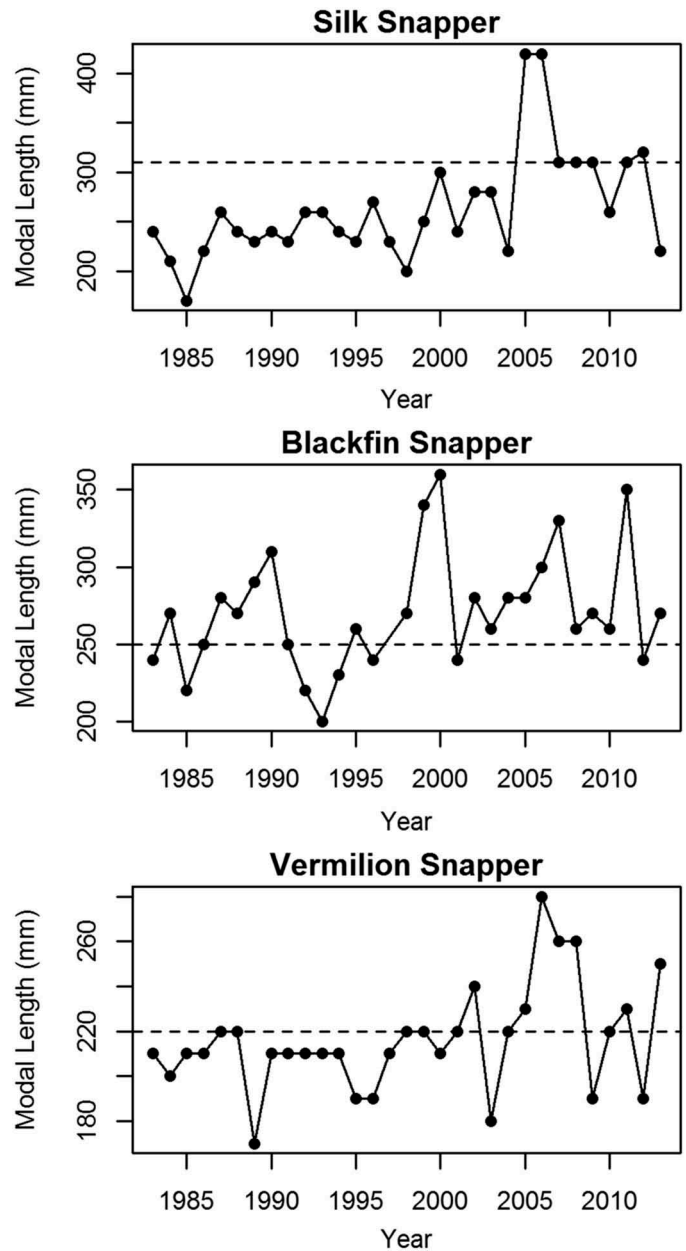 Silk Snapper
Modal Length (mm)
400
300
200
1985 1990 1995 2000 2005 2010
Year
Blackfin Snapper
Modal Length (mm)
350
300
250
200
1985 1990 1995 2000 2005 2010
Year
Vermilion Snapper
Modal Length (mm)
260
220
180
1985 1990 1995 2000 2005 2010
Year